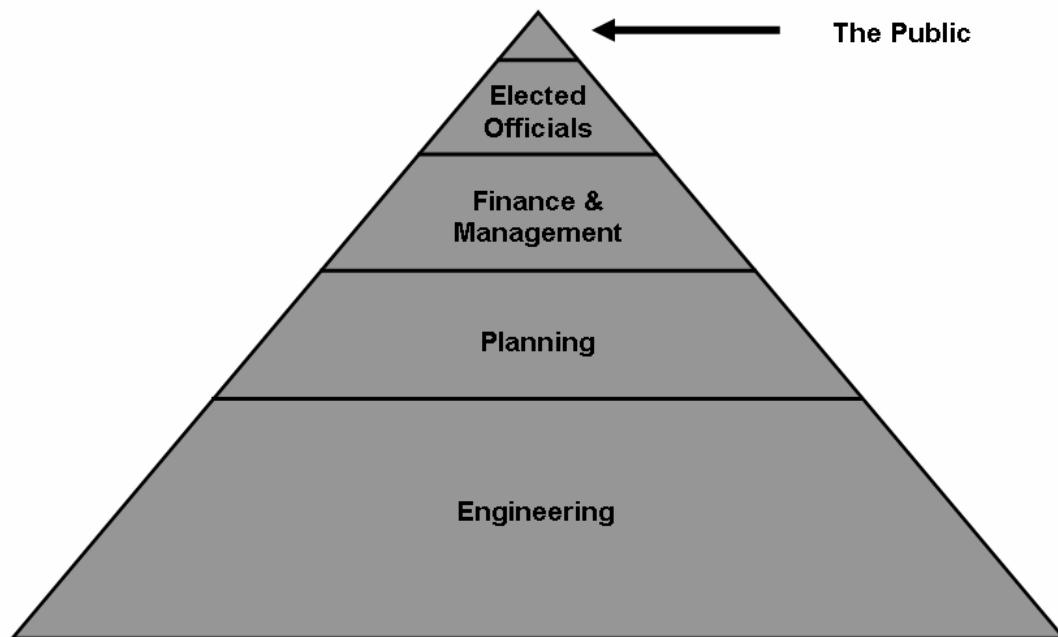 The Public
Elected
Officials
Finance &
Management
Planning
Engineering